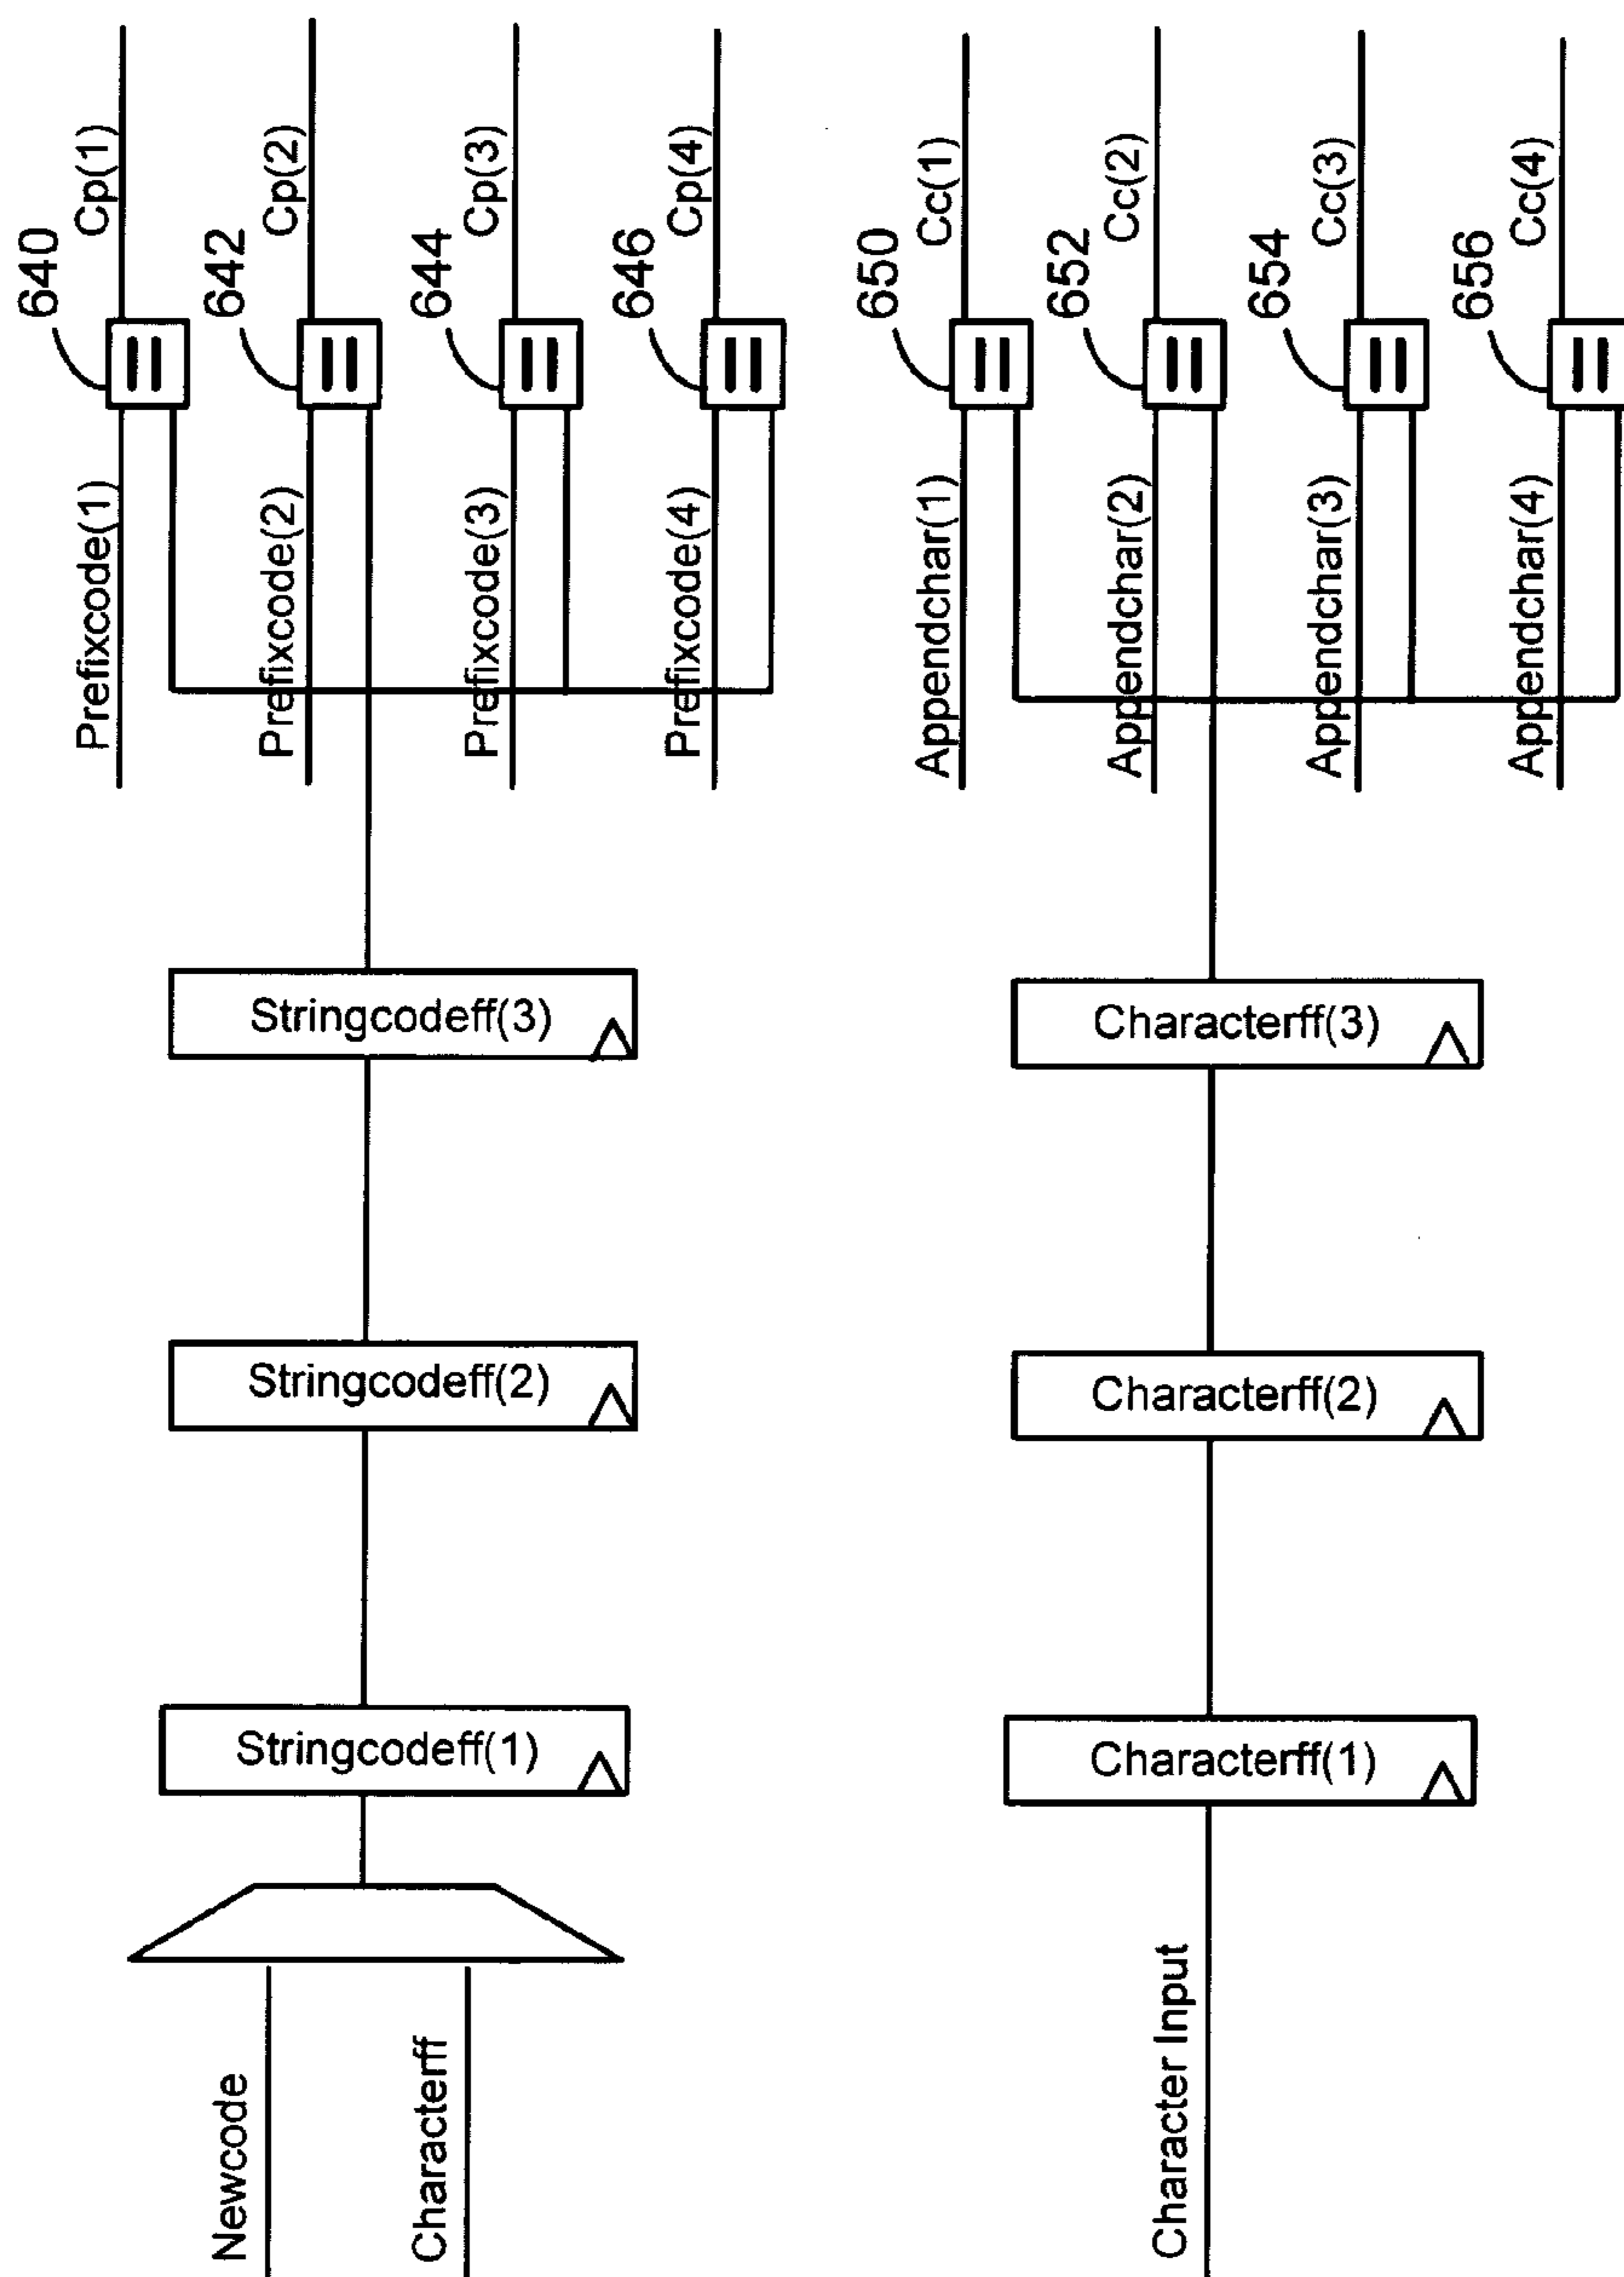 640
Cp(1)
642
Cp(2)
644
Cp(3)
646
Cp(4)
650
Cc(1)
652
Cc(2)
654
Cc(3)
656
Cc(4)
Prefixcode(1)
Prefixcode(2)
Prefixcode(3)
Prefixcode(4)
Appendchar(1)
Appendchar(2)
Appendchar(3)
Appendchar(4)
Stringcodeff(3)
Characterff(3)
Stringcodeff(2)
Characterff(2)
Stringcodeff(1)
Characterff(1)
Newcode
Characterff
Character Input